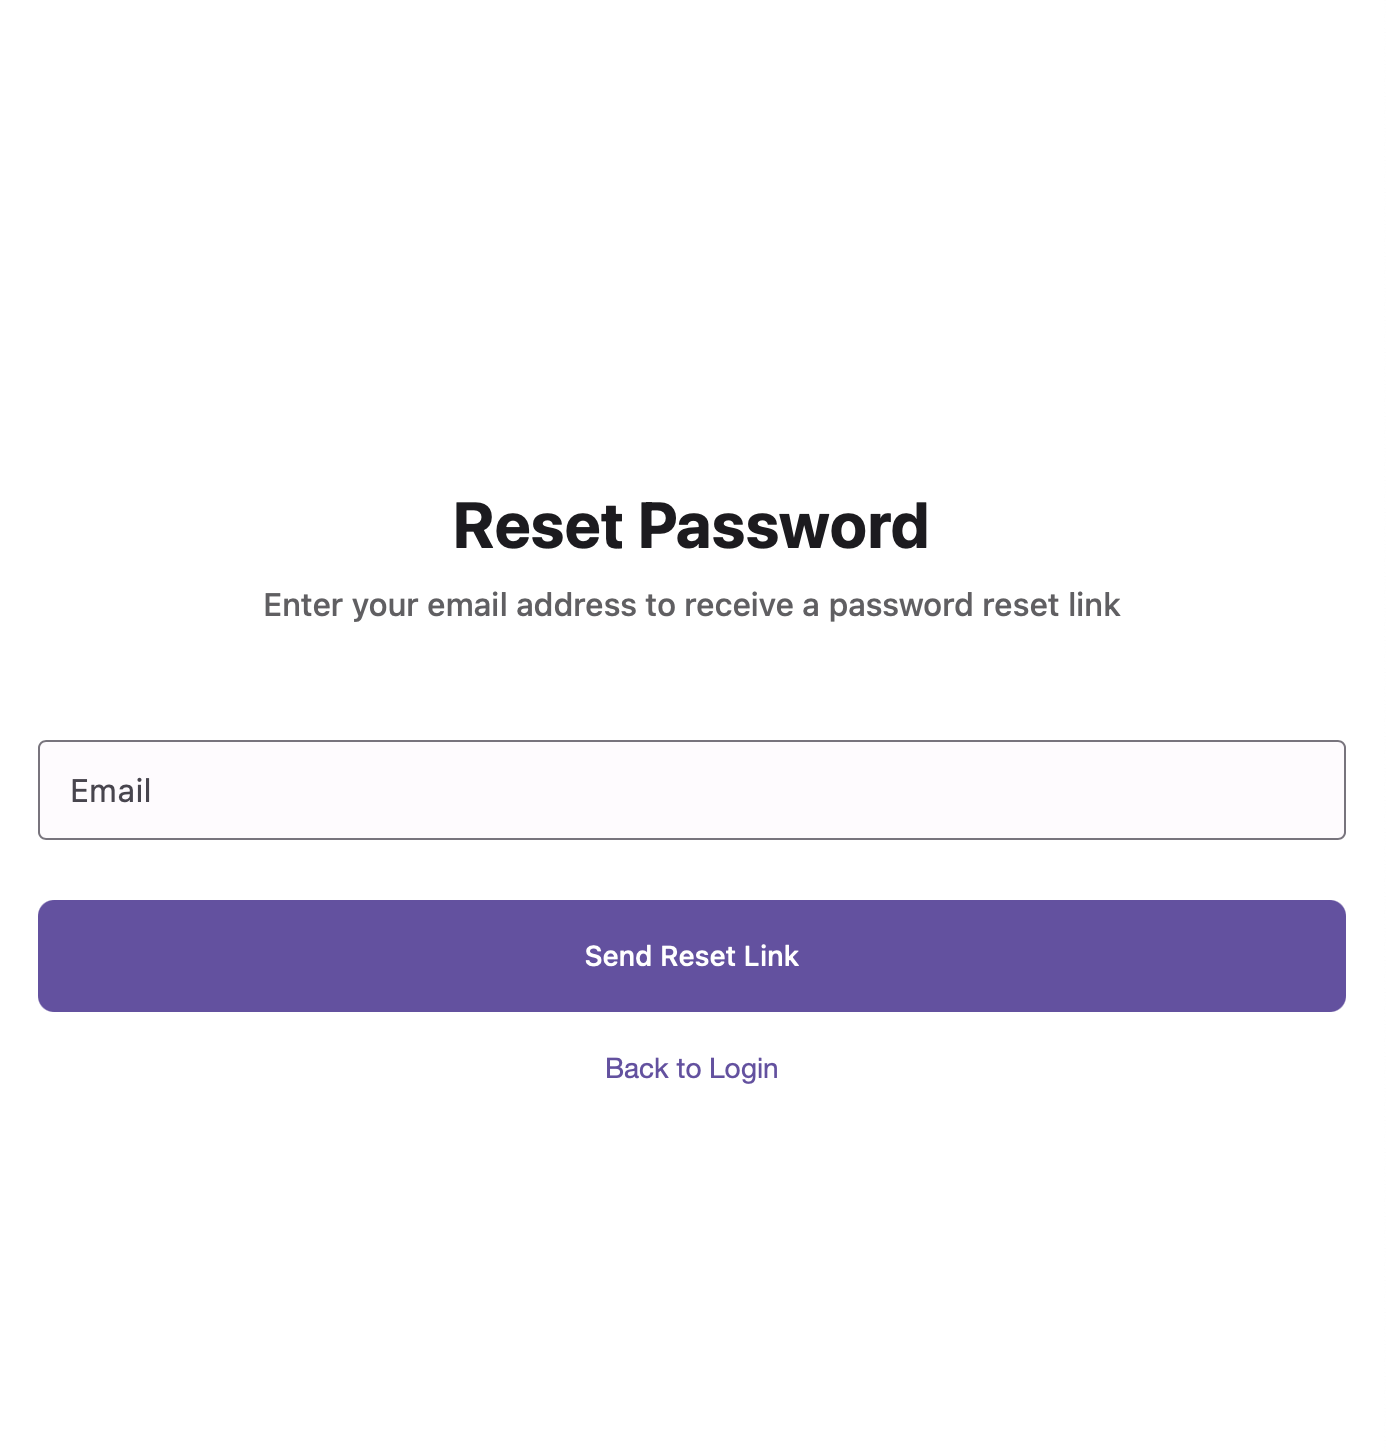 Reset Password
Enter your email address to receive a password reset link
Email
Send Reset Link
Back to Login